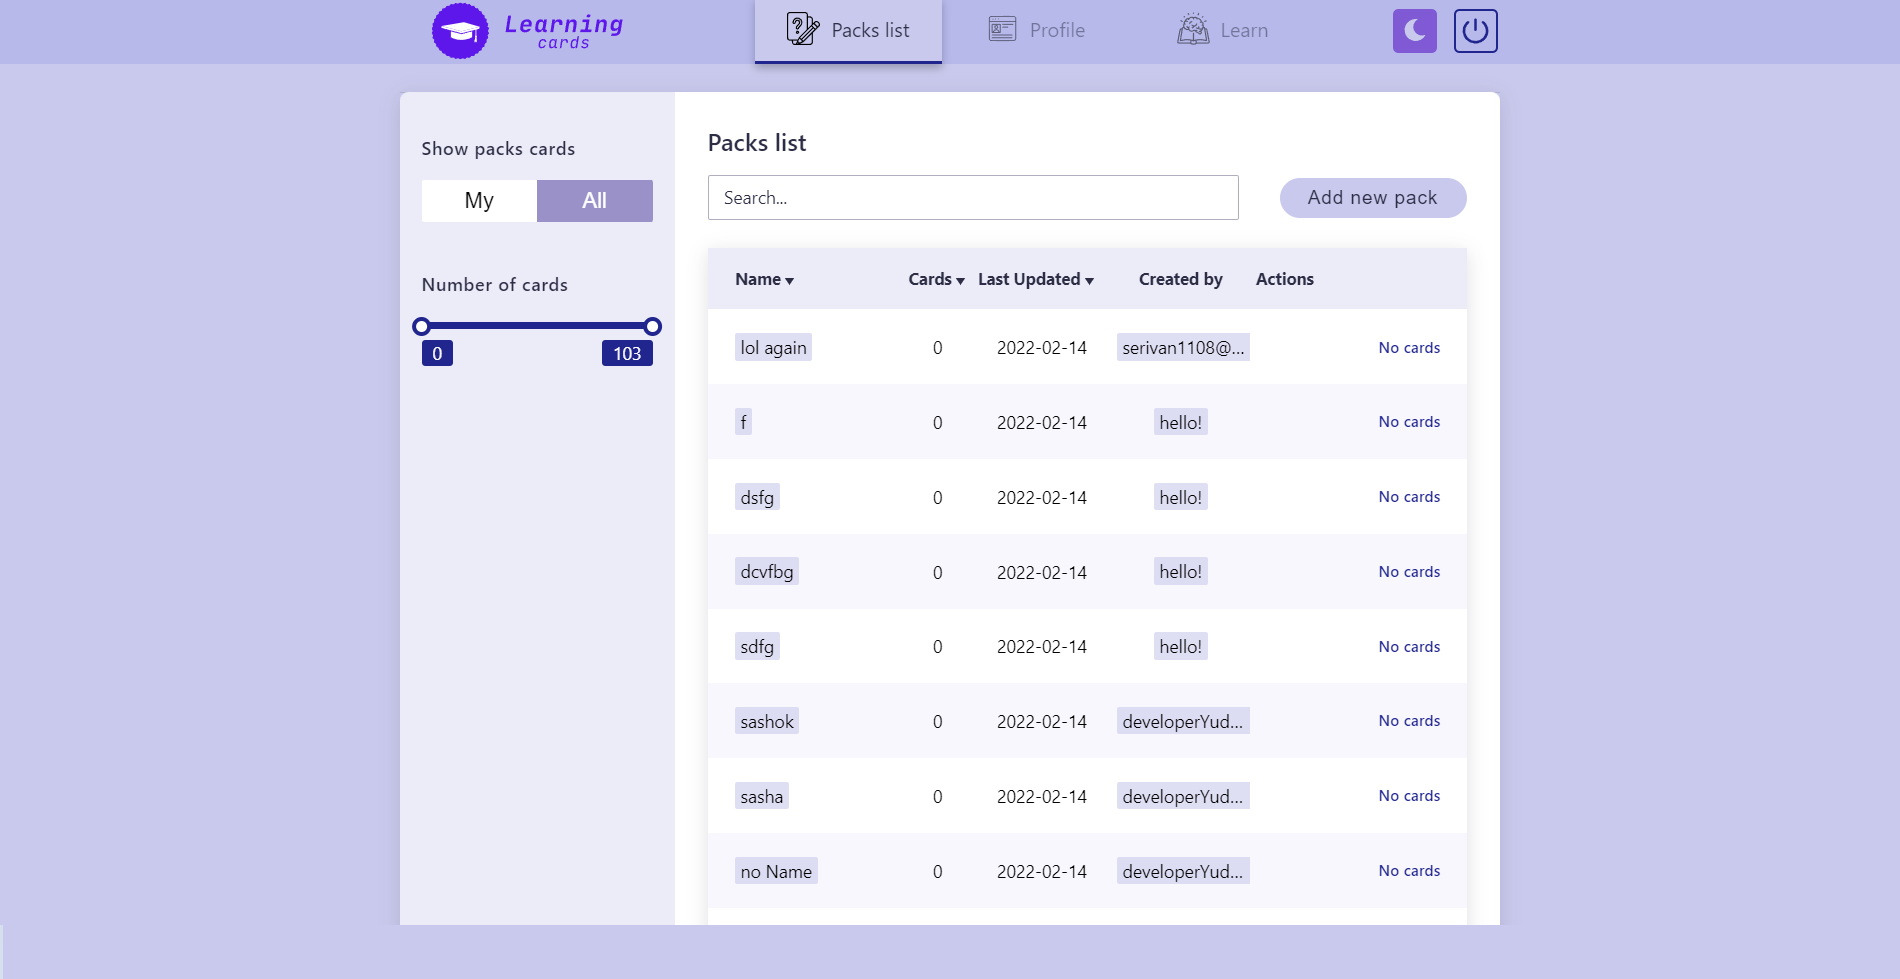 Learning
cards
Packs list
Profile
Learn
Show packs cards
My
All
Number of cards
0
103
Packs list
Search...
Add new pack
Name Cards Last Updated Created by Actions
lol again 0 2022-02-14 serivan1108@... No cards
f 0 2022-02-14 hello! No cards
dsfg 0 2022-02-14 hello! No cards
dcvfbg 0 2022-02-14 hello! No cards
sdfg 0 2022-02-14 hello! No cards
sashok 0 2022-02-14 developerYud... No cards
sasha 0 2022-02-14 developerYud... No cards
no Name 0 2022-02-14 developerYud... No cards